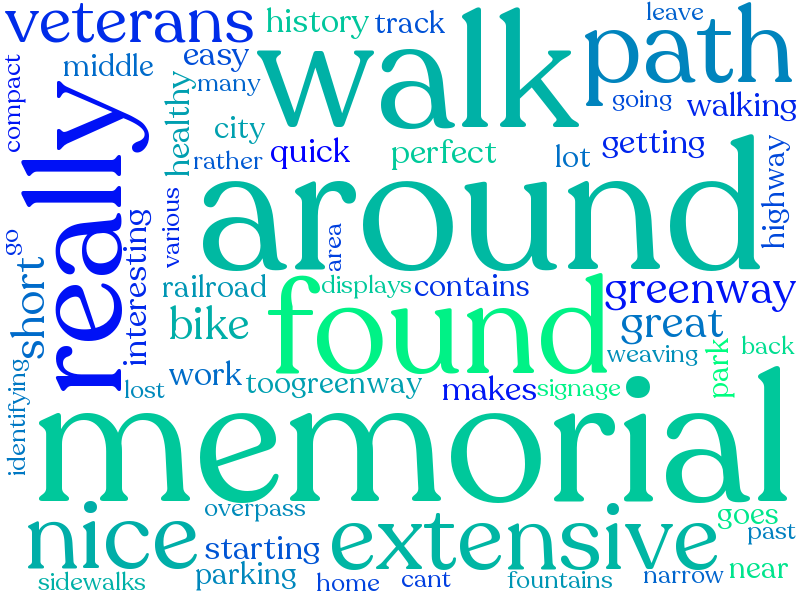 veterans history track leave
middle easy walk path
compact many going walking
healthy city quick perfect lot getting
rather highway
really around
various area
go interesting
short railroad displays contains greenway
bike found great
weaving back
identifying lost work toogreenway makes signage park
memorial
overpass goes
nice extensive past
starting
sidewalks parking home cant fountains narrow near